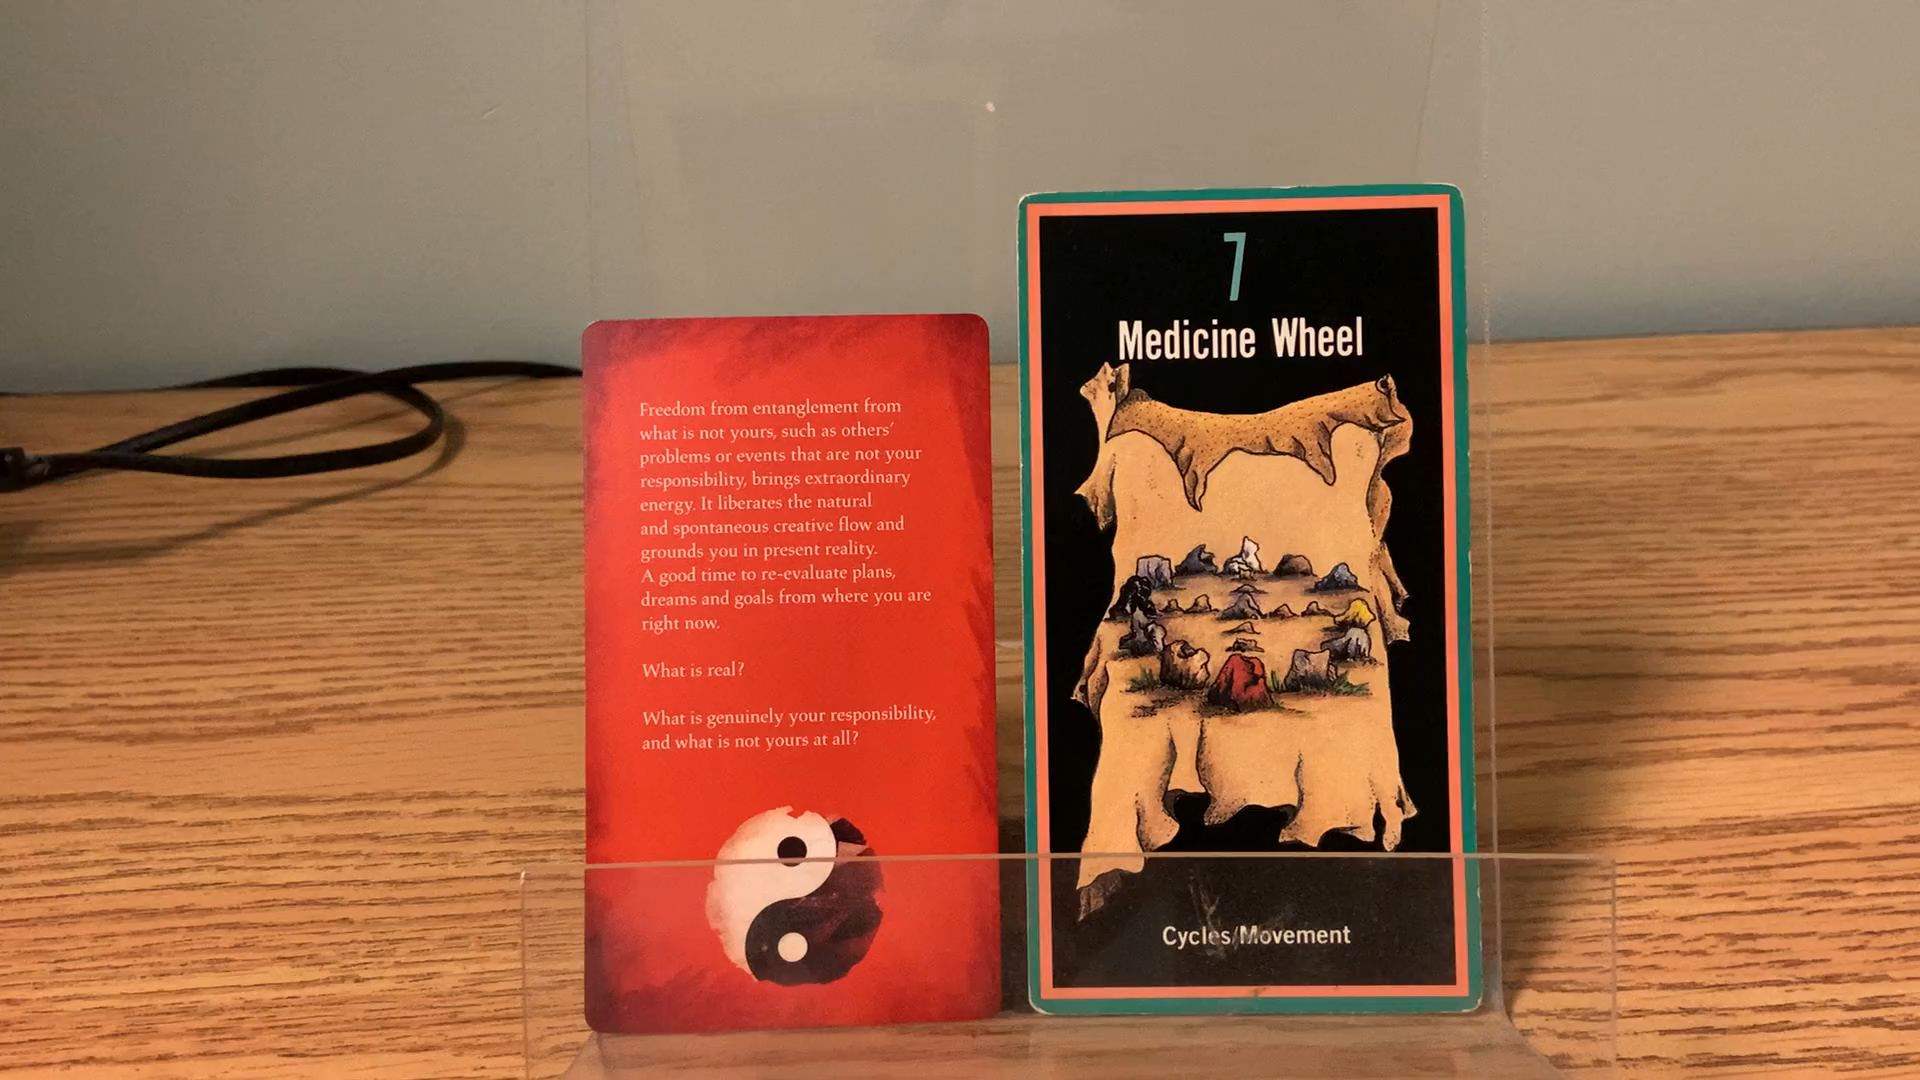 Freedom from entanglement from
what is not yours, such as others'
problems or events that are not your
responsibility, brings extraordinary
energy. It liberates the natural
and spontaneous creative flow and
grounds you in present reality.
A good time to re-evaluate plans,
dreams and goals from where you are
right now.
What is real?
What is genuinely your responsibility,
and what is not yours at all?
7
Medicine Wheel
Cycles/Movement